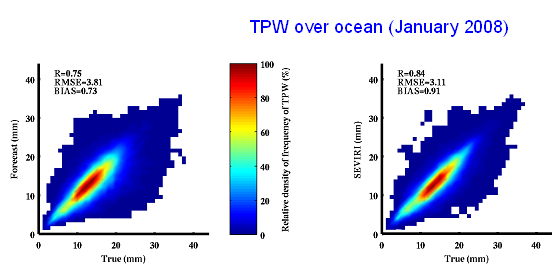 TPW over ocean (January 2008)
R=0.75
RMSE=3.81
BIAS=0.73
40
30
20
10
0
Forecast (mm)
0 10 20 30 40
True (mm)
100
80
60
40
20
0
Relative density of frequency of TPW (%)
R=0.84
RMSE=3.11
BIAS=0.91
40
30
20
10
0
SEVIRI (mm)
0 10 20 30 40
True (mm)